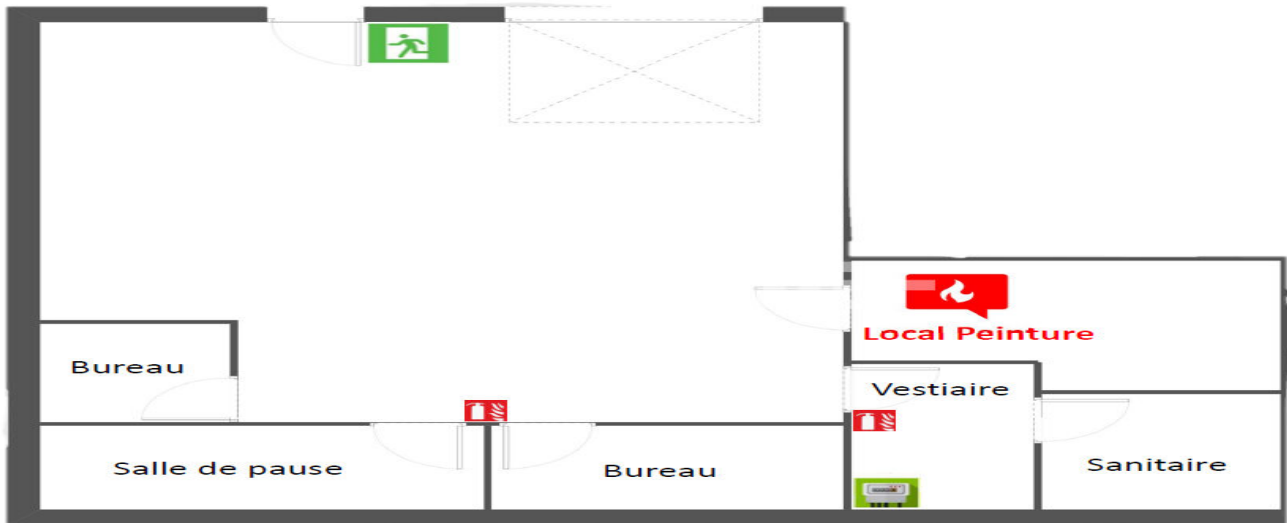 Local Peinture
Bureau
Vestiaire
Salle de pause
Bureau
Sanitaire